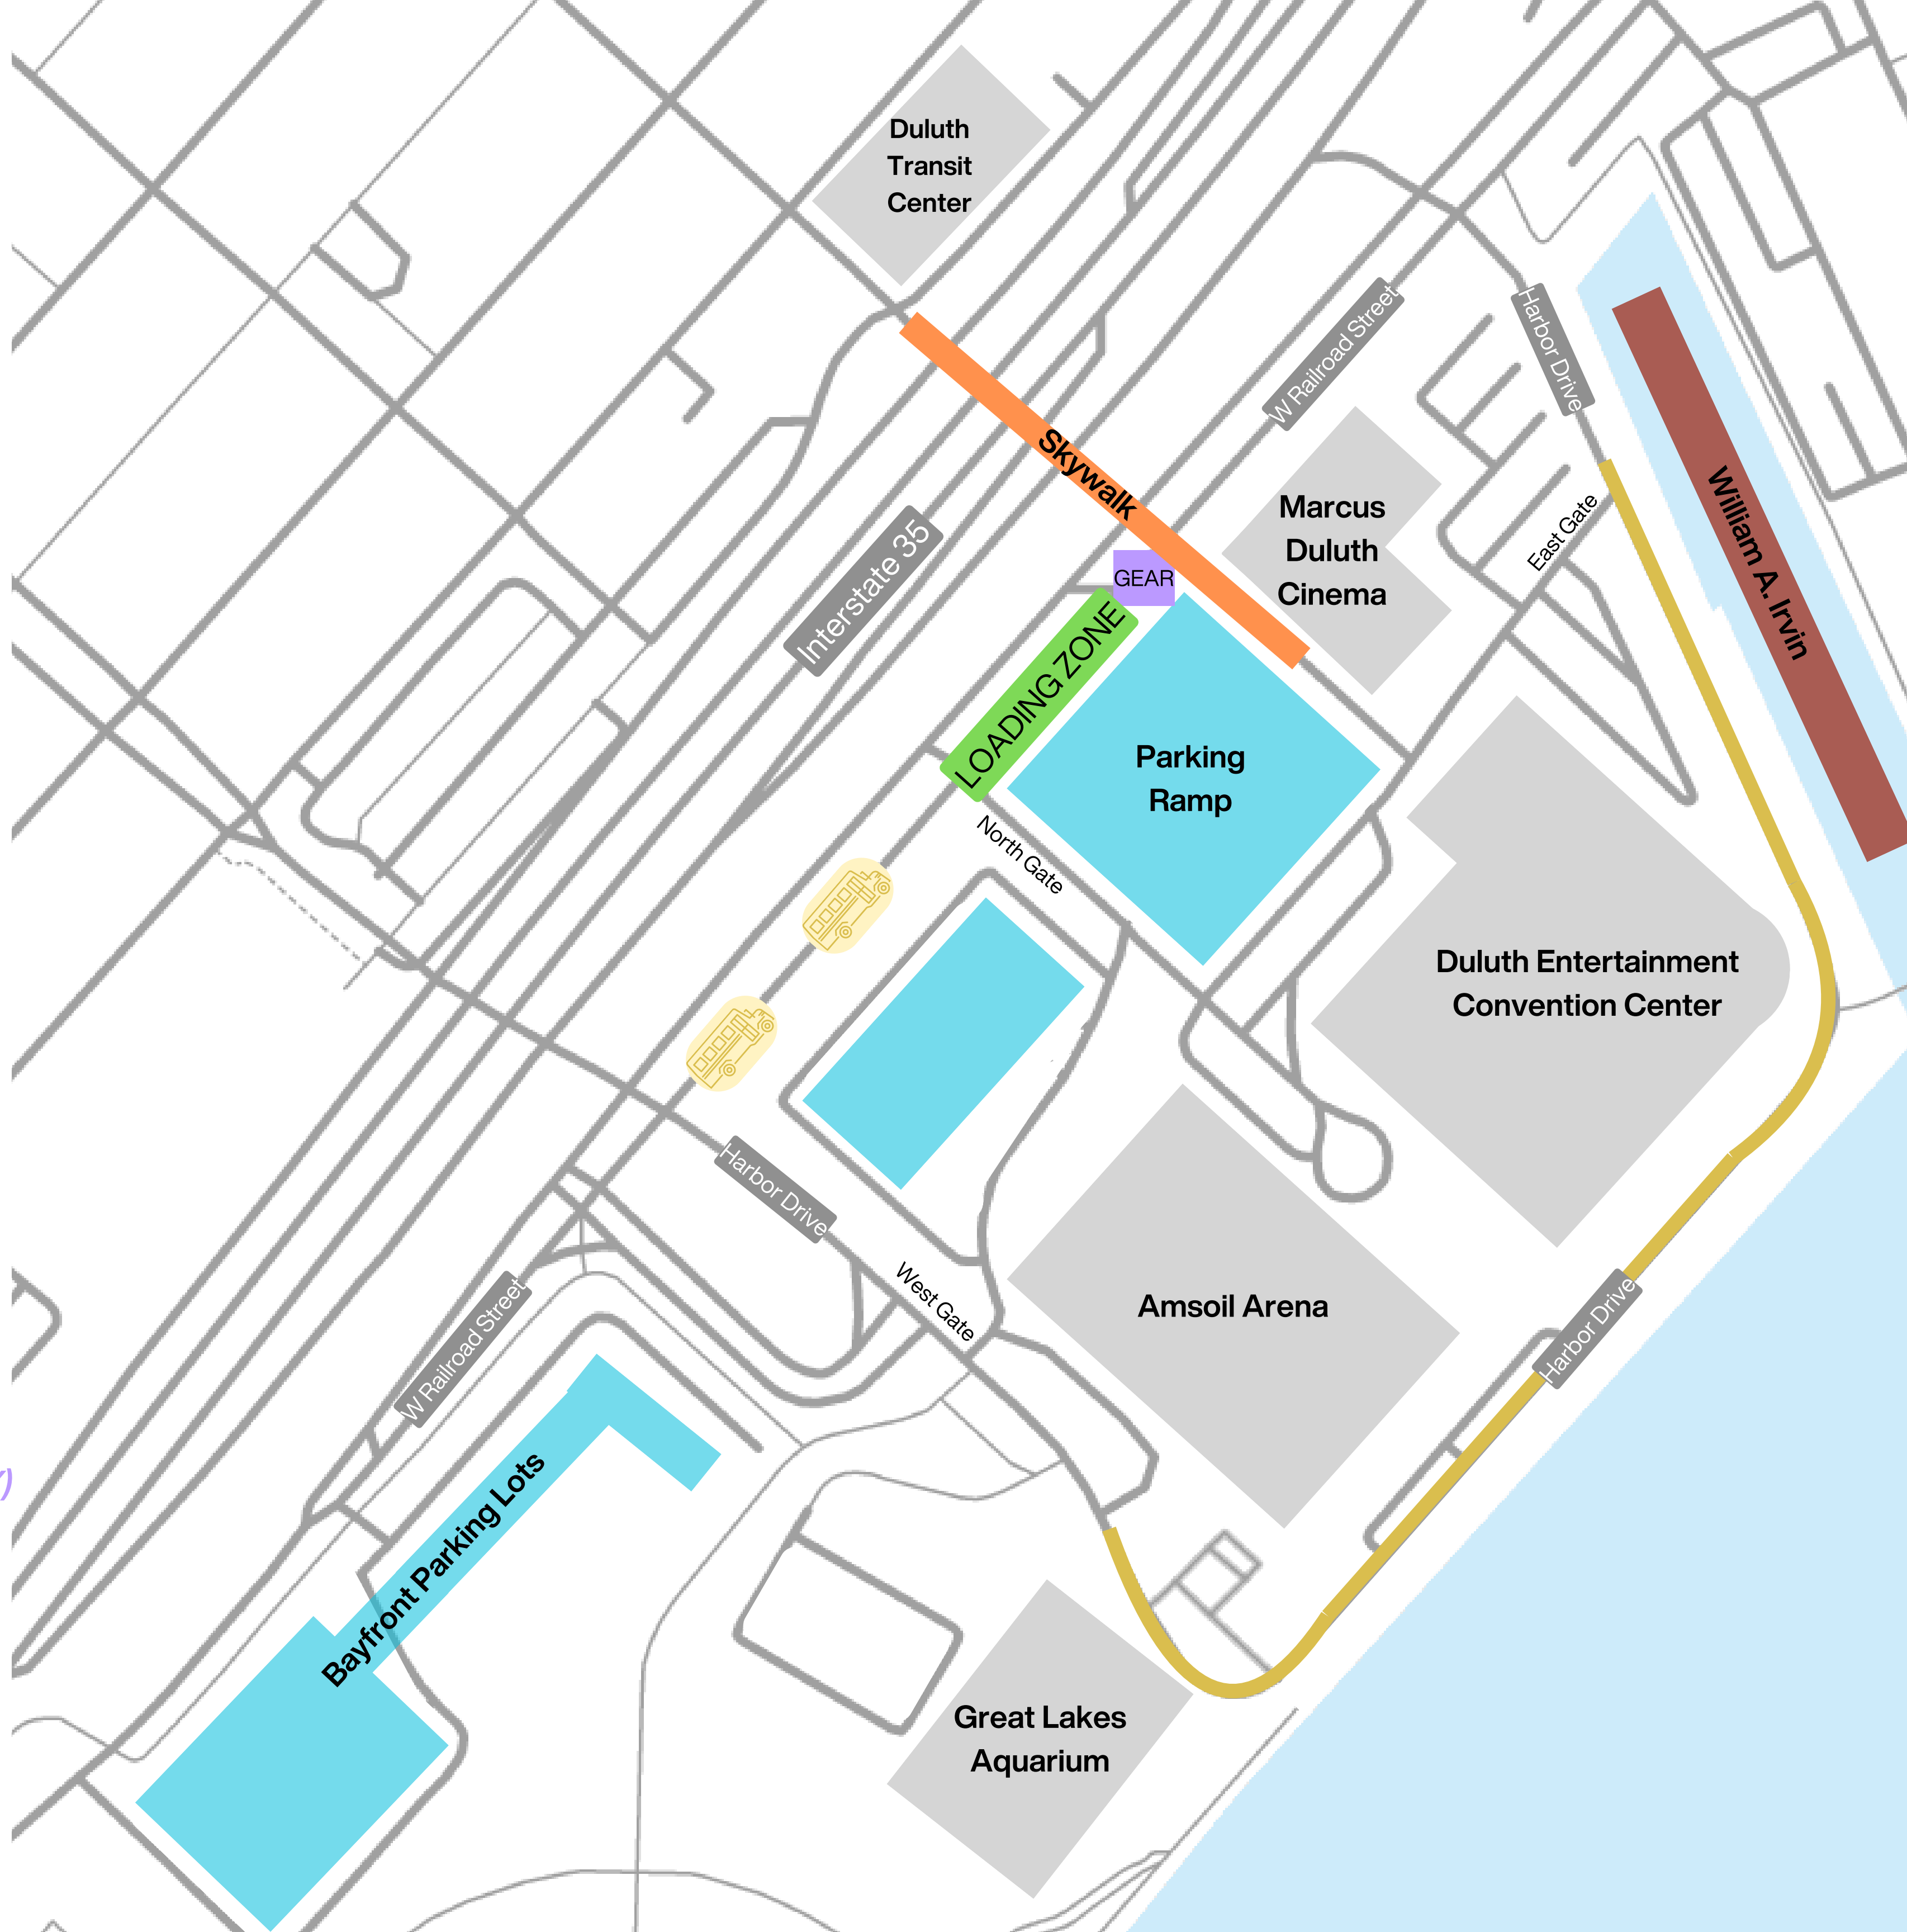 Duluth
Transit
Center
Harbor Drive
W Railroad Street
Skywalk
William A. Irvin
Marcus
Duluth
Cinema
East Gate
Interstate 35
GEAR
LOADING ZONE
Parking
Ramp
North Gate
Duluth Entertainment
Convention Center
Harbor Drive
West Gate
Amsoil Arena
Harbor Drive
W Railroad Street
Bayfront Parking Lots
Great Lakes
Aquarium